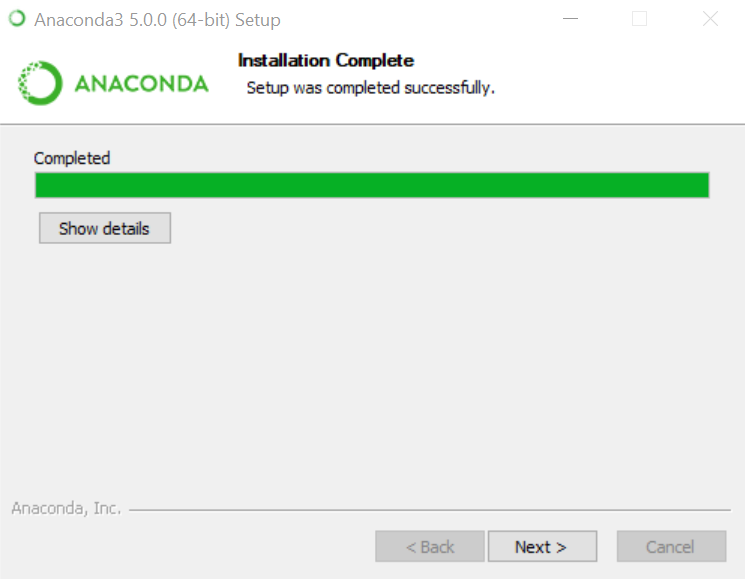 Anaconda3 5.0.0 (64-bit) Setup
ANACONDA
Installation Complete
Setup was completed successfully.
Completed
Show details
Anaconda, Inc.
< Back
Next >
Cancel